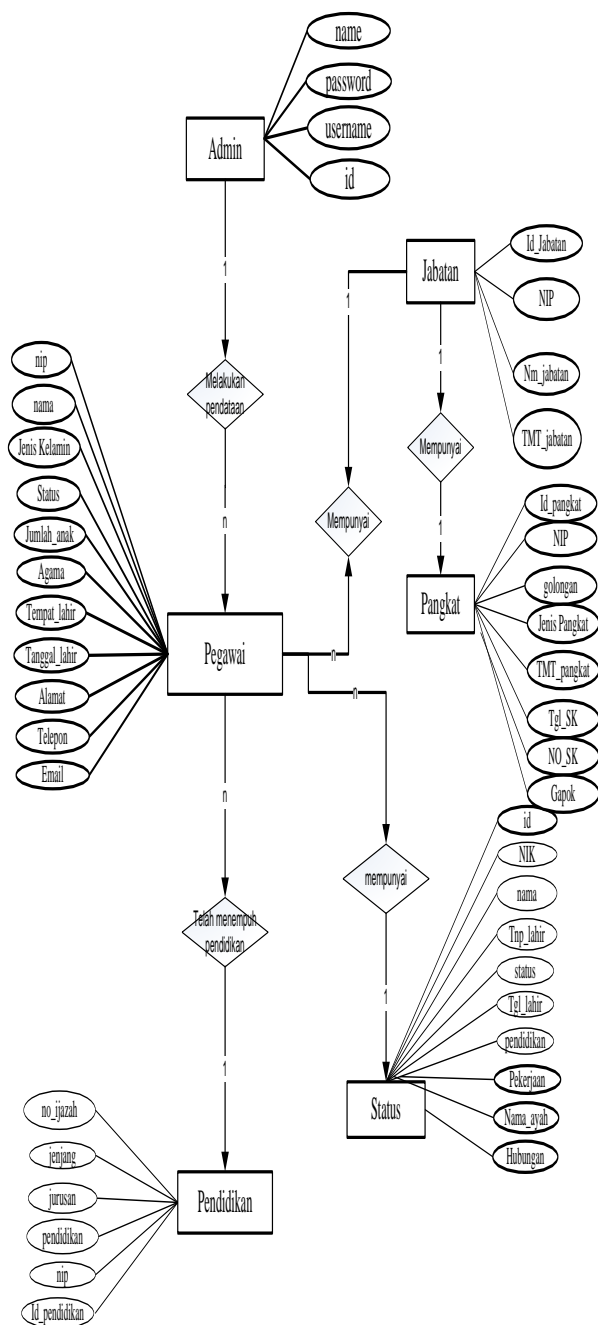 name
password
username
id
Admin
1
Melakukan
pendataan
n
Jabatan
Id_Jabatan
NIP
Nm_jabatan
TMT_jabatan
1
Mempunyai
n
1
Mempunyai
1
Pangkat
Id_pangkat
NIP
golongan
Jenis Pangkat
TMT_pangkat
Tgl_SK
NO_SK
Gapok
nip
nama
Jenis Kelamin
Status
Jumlah_anak
Agama
Tempat_lahir
Tanggal_lahir
Alamat
Telepon
Email
Pegawai
n
Telah menempuh
pendidikan
1
n
mempunyai
1
Status
id
NIK
nama
Tnp_lahir
status
Tgl_lahir
pendidikan
Pekerjaan
Nama_ayah
Hubungan
Pendidikan
no_ijazah
jenjang
jurusan
pendidikan
nip
Id_pendidikan